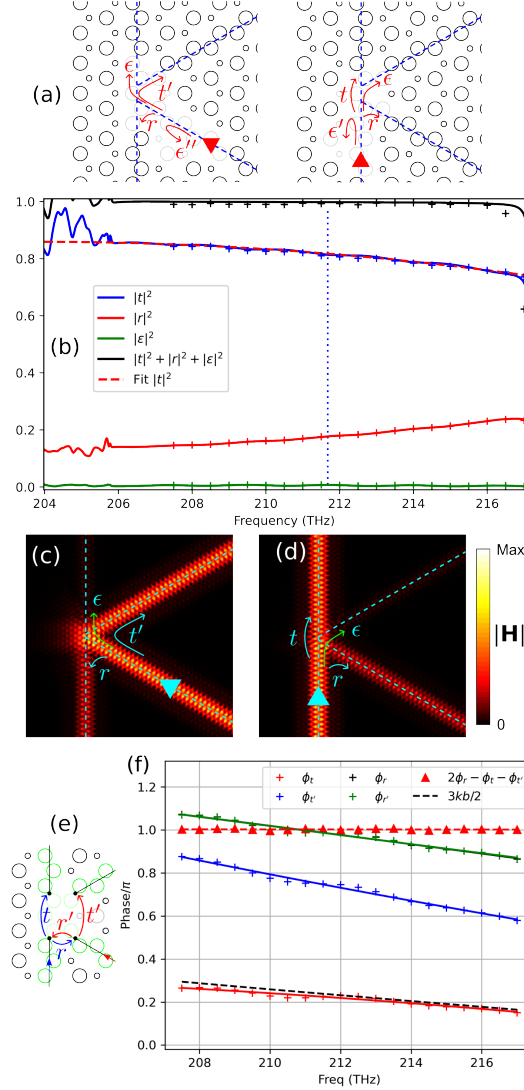 (a)
ϵ
t'
r
ϵ''
t
ϵ
ϵ'
r
1.0
0.8
0.6
0.4
0.2
0.0
(b)
|t|²
|r|²
|ε|²
|t|² + |r|² + |ε|²
Fit |t|²
204 206 208 210 212 214 216
Frequency (THz)
(c)
ϵ
t'
r
(d)
t
ϵ
r
Max
|H|
0
(e)
t
r'
t'
r
(f)
ϕt
ϕt'
ϕr
ϕr'
2ϕr − ϕt − ϕt'
3kb/2
Phase/π
1.2
1.0
0.8
0.6
0.4
0.2
0.0
208 210 212 214 216
Freq (THz)